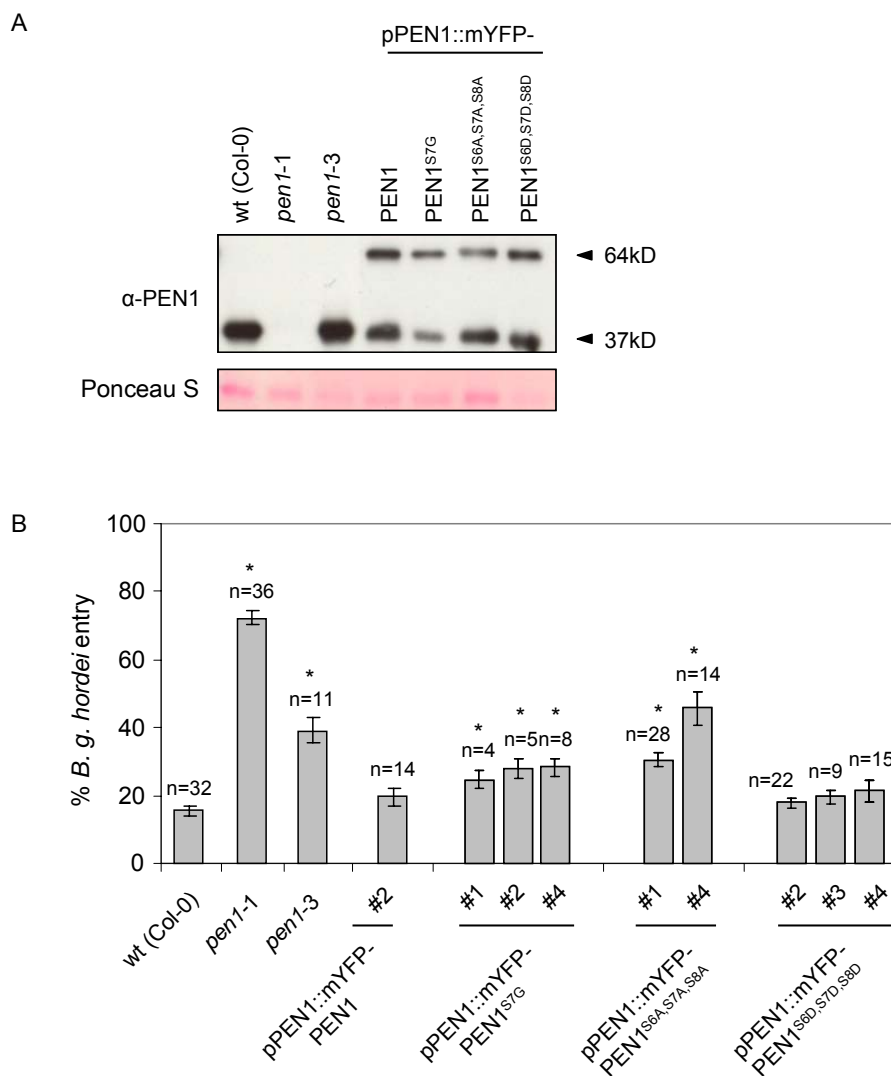 A
pPEN1::mYFP-
wt (Col-0)
pen1-1
pen1-3
PEN1
PEN1S7G
PEN1S6A,S7A,S8A
PEN1S6D,S7D,S8D
α-PEN1
64kD
37kD
Ponceau S
B
% B. g. hordei entry
100
80
60
40
20
0
n=32
*
n=36
*
n=11
n=14
*
n=4
*
n=5
*
n=8
*
n=28
*
n=14
n=22
n=9
n=15
wt (Col-0)
pen1-1
pen1-3
#2
#1
#2
#4
#1
#4
#2
#3
#4
pPEN1::mYFP-
PEN1
pPEN1::mYFP-
PEN1S7G
pPEN1::mYFP-
PEN1S6A,S7A,S8A
pPEN1::mYFP-
PEN1S6D,S7D,S8D